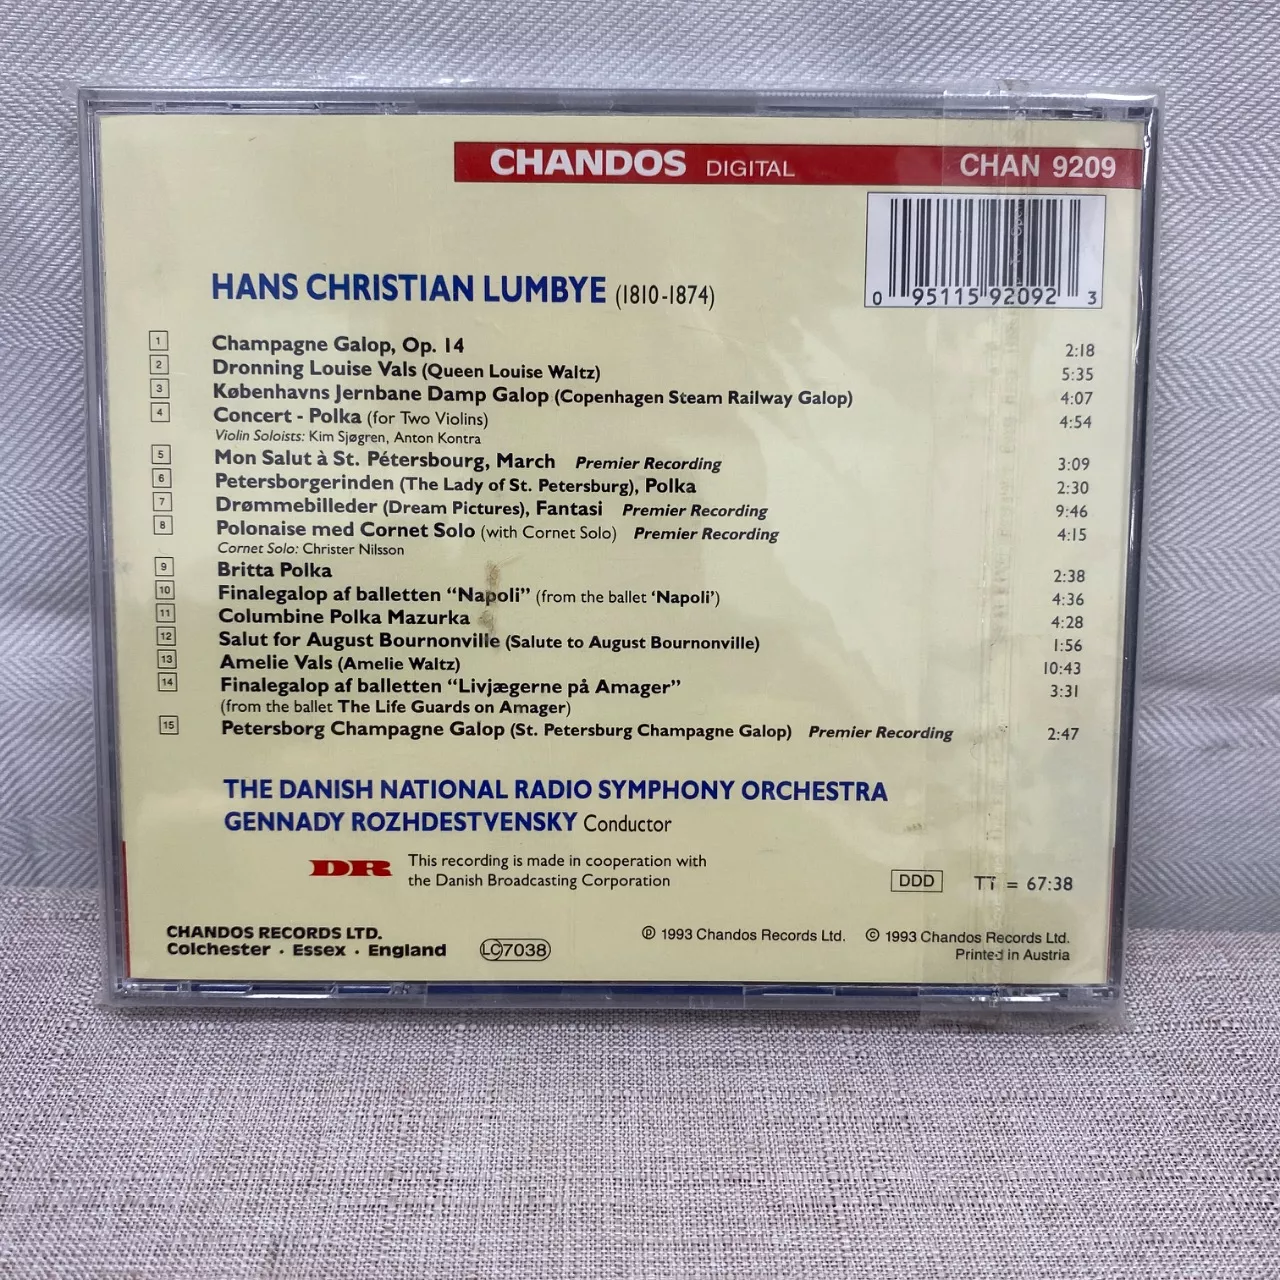 CHANDOS DIGITAL CHAN 9209
0 95115 92092 3
HANS CHRISTIAN LUMBYE (1810-1874)
1 Champagne Galop, Op. 14 2:18
2 Dronning Louise Vals (Queen Louise Waltz) 5:35
3 Københavns Jernbane Damp Galop (Copenhagen Steam Railway Galop) 4:07
4 Concert - Polka (for Two Violins) 4:54
Violin Soloists: Kim Sjøgren, Anton Kontra
5 Mon Salut à St. Pétersbourg, March Premier Recording 3:09
6 Petersborgerinden (The Lady of St. Petersburg), Polka 2:30
7 Drømmebilleder (Dream Pictures), Fantasi Premier Recording 9:46
8 Polonaise med Cornet Solo (with Cornet Solo) Premier Recording 4:15
Cornet Solo: Christer Nilsson
9 Britta Polka 2:38
10 Finalegalop af balletten “Napoli” (from the ballet ‘Napoli’) 4:36
11 Columbine Polka Mazurka 4:28
12 Salut for August Bournonville (Salute to August Bournonville) 1:56
13 Amelie Vals (Amelie Waltz) 10:43
14 Finalegalop af balletten “Livjægerne på Amager” 3:31
(from the ballet The Life Guards on Amager)
15 Petersborg Champagne Galop (St. Petersburg Champagne Galop) Premier Recording 2:47
THE DANISH NATIONAL RADIO SYMPHONY ORCHESTRA
GENNADY ROZHDESTVENSKY Conductor
DR This recording is made in cooperation with
the Danish Broadcasting Corporation
DDD TT = 67:38
CHANDOS RECORDS LTD.
Colchester · Essex · England
LC 7038
℗ 1993 Chandos Records Ltd. © 1993 Chandos Records Ltd.
Printed in Austria